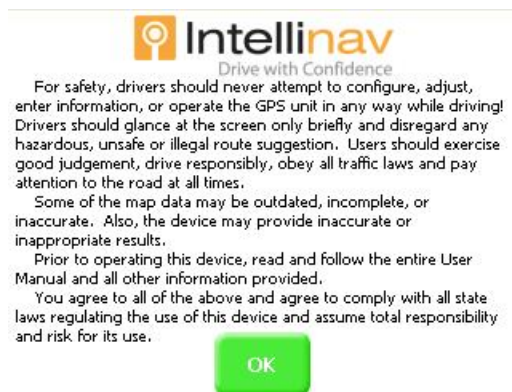 Intellinav
Drive with Confidence
For safety, drivers should never attempt to configure, adjust,
enter information, or operate the GPS unit in any way while driving!
Drivers should glance at the screen only briefly and disregard any
hazardous, unsafe or illegal route suggestion.  Users should exercise
good judgement, drive responsibly, obey all traffic laws and pay
attention to the road at all times.
Some of the map data may be outdated, incomplete, or
inaccurate.  Also, the device may provide inaccurate or
inappropriate results.
Prior to operating this device, read and follow the entire User
Manual and all other information provided.
You agree to all of the above and agree to comply with all state
laws regulating the use of this device and assume total responsibility
and risk for its use.
OK